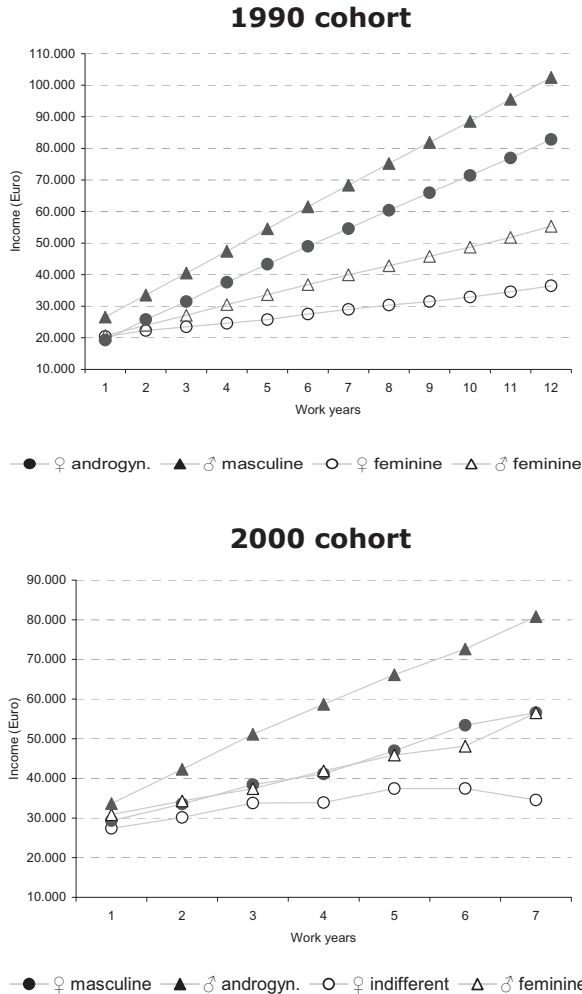 1990 cohort
110.000
100.000
90.000
80.000
70.000
60.000
50.000
40.000
30.000
20.000
10.000
Income (Euro)
1 2 3 4 5 6 7 8 9 10 11 12
Work years
♀ androgyn. ♂ masculine ♀ feminine ♂ feminine
2000 cohort
90.000
80.000
70.000
60.000
50.000
40.000
30.000
20.000
10.000
Income (Euro)
1 2 3 4 5 6 7
Work years
♀ masculine ♂ androgyn. ♀ indifferent ♂ feminine